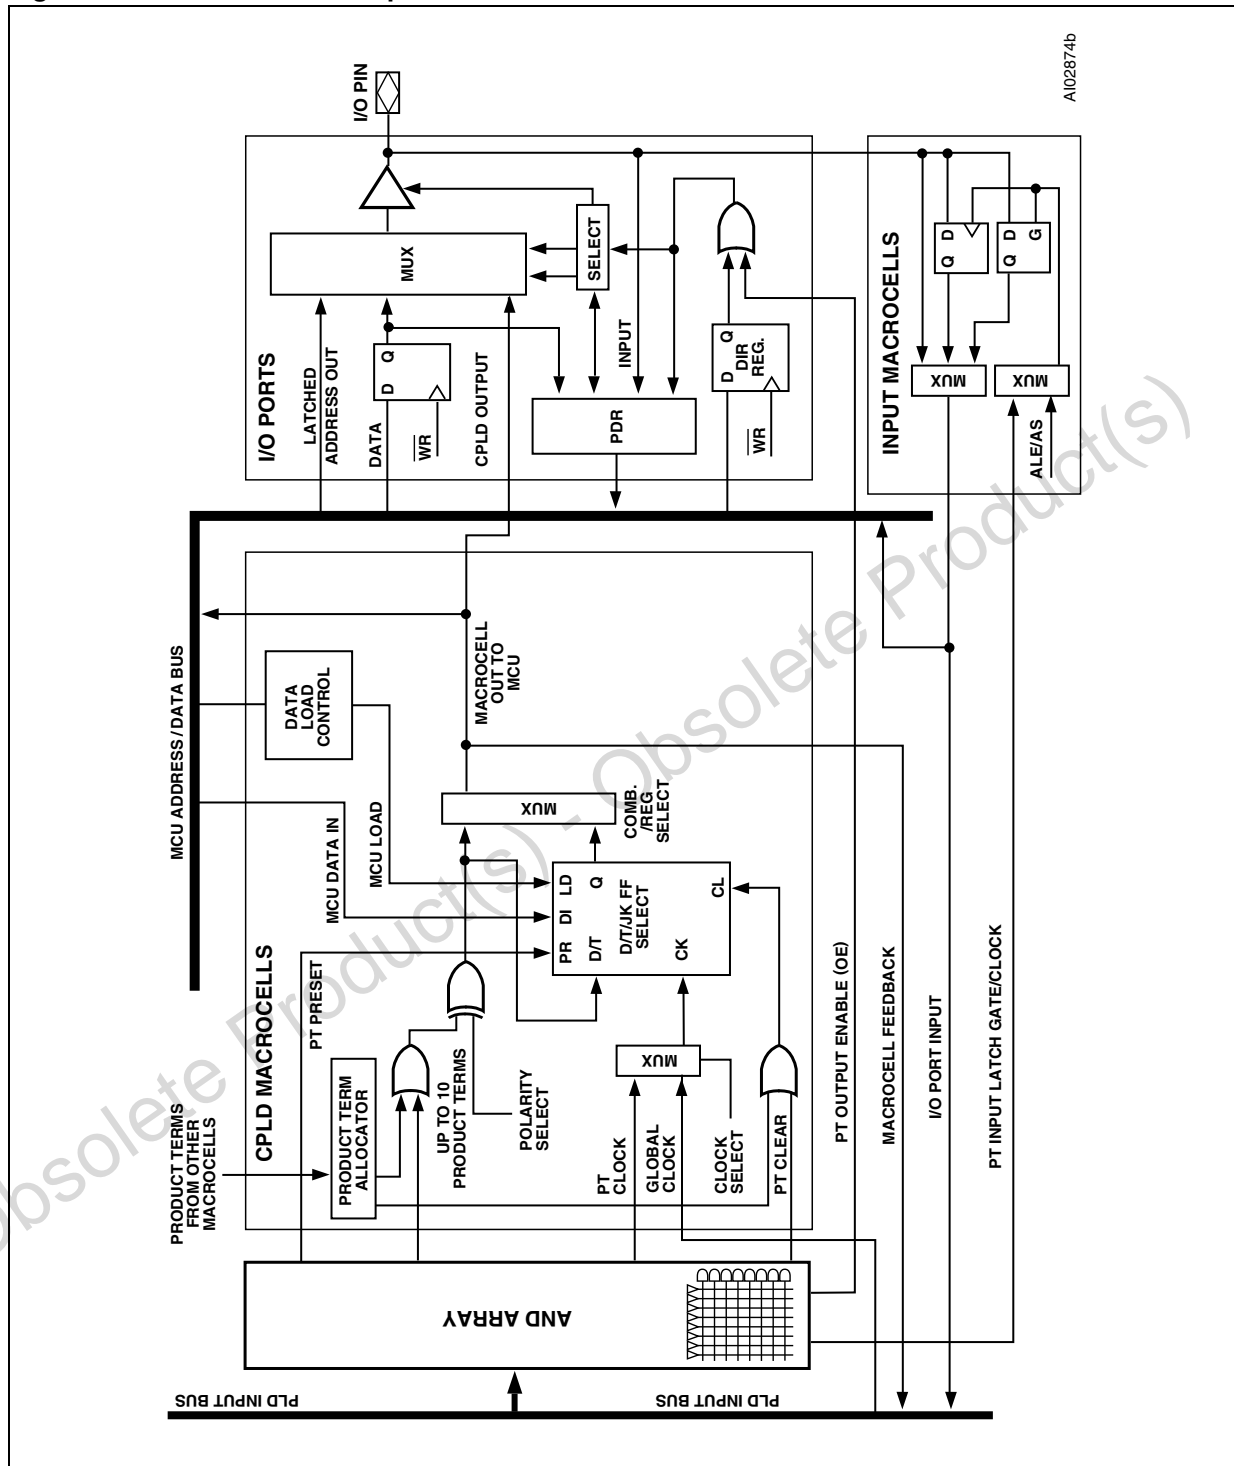 AI02874b
I/O PIN
I/O PORTS
MUX
SELECT
LATCHED
ADDRESS OUT
DATA
D Q
WR
CPLD OUTPUT
INPUT
PDR
D Q
DIR
REG.
WR
INPUT MACROCELLS
Q D
Q D
G
MUX
MUX
ALE/AS
MCU ADDRESS / DATA BUS
DATA
LOAD
CONTROL
MACROCELL
OUT TO
MCU
MCU DATA IN
MCU LOAD
MUX
COMB.
/REG
SELECT
CPLD MACROCELLS
PT PRESET
PR DI LD
D/T Q
D/T/JK FF
SELECT
CK
CL
PRODUCT TERMS
FROM OTHER
MACROCELLS
PRODUCT TERM
ALLOCATOR
UP TO 10
PRODUCT TERMS
POLARITY
SELECT
PT
CLOCK
GLOBAL
CLOCK
MUX
CLOCK
SELECT
PT CLEAR
PT OUTPUT ENABLE (OE)
MACROCELL FEEDBACK
I/O PORT INPUT
PT INPUT LATCH GATE/CLOCK
AND ARRAY
PLD INPUT BUS
PLD INPUT BUS
Obsolete Product(s) - Obsolete Product(s)